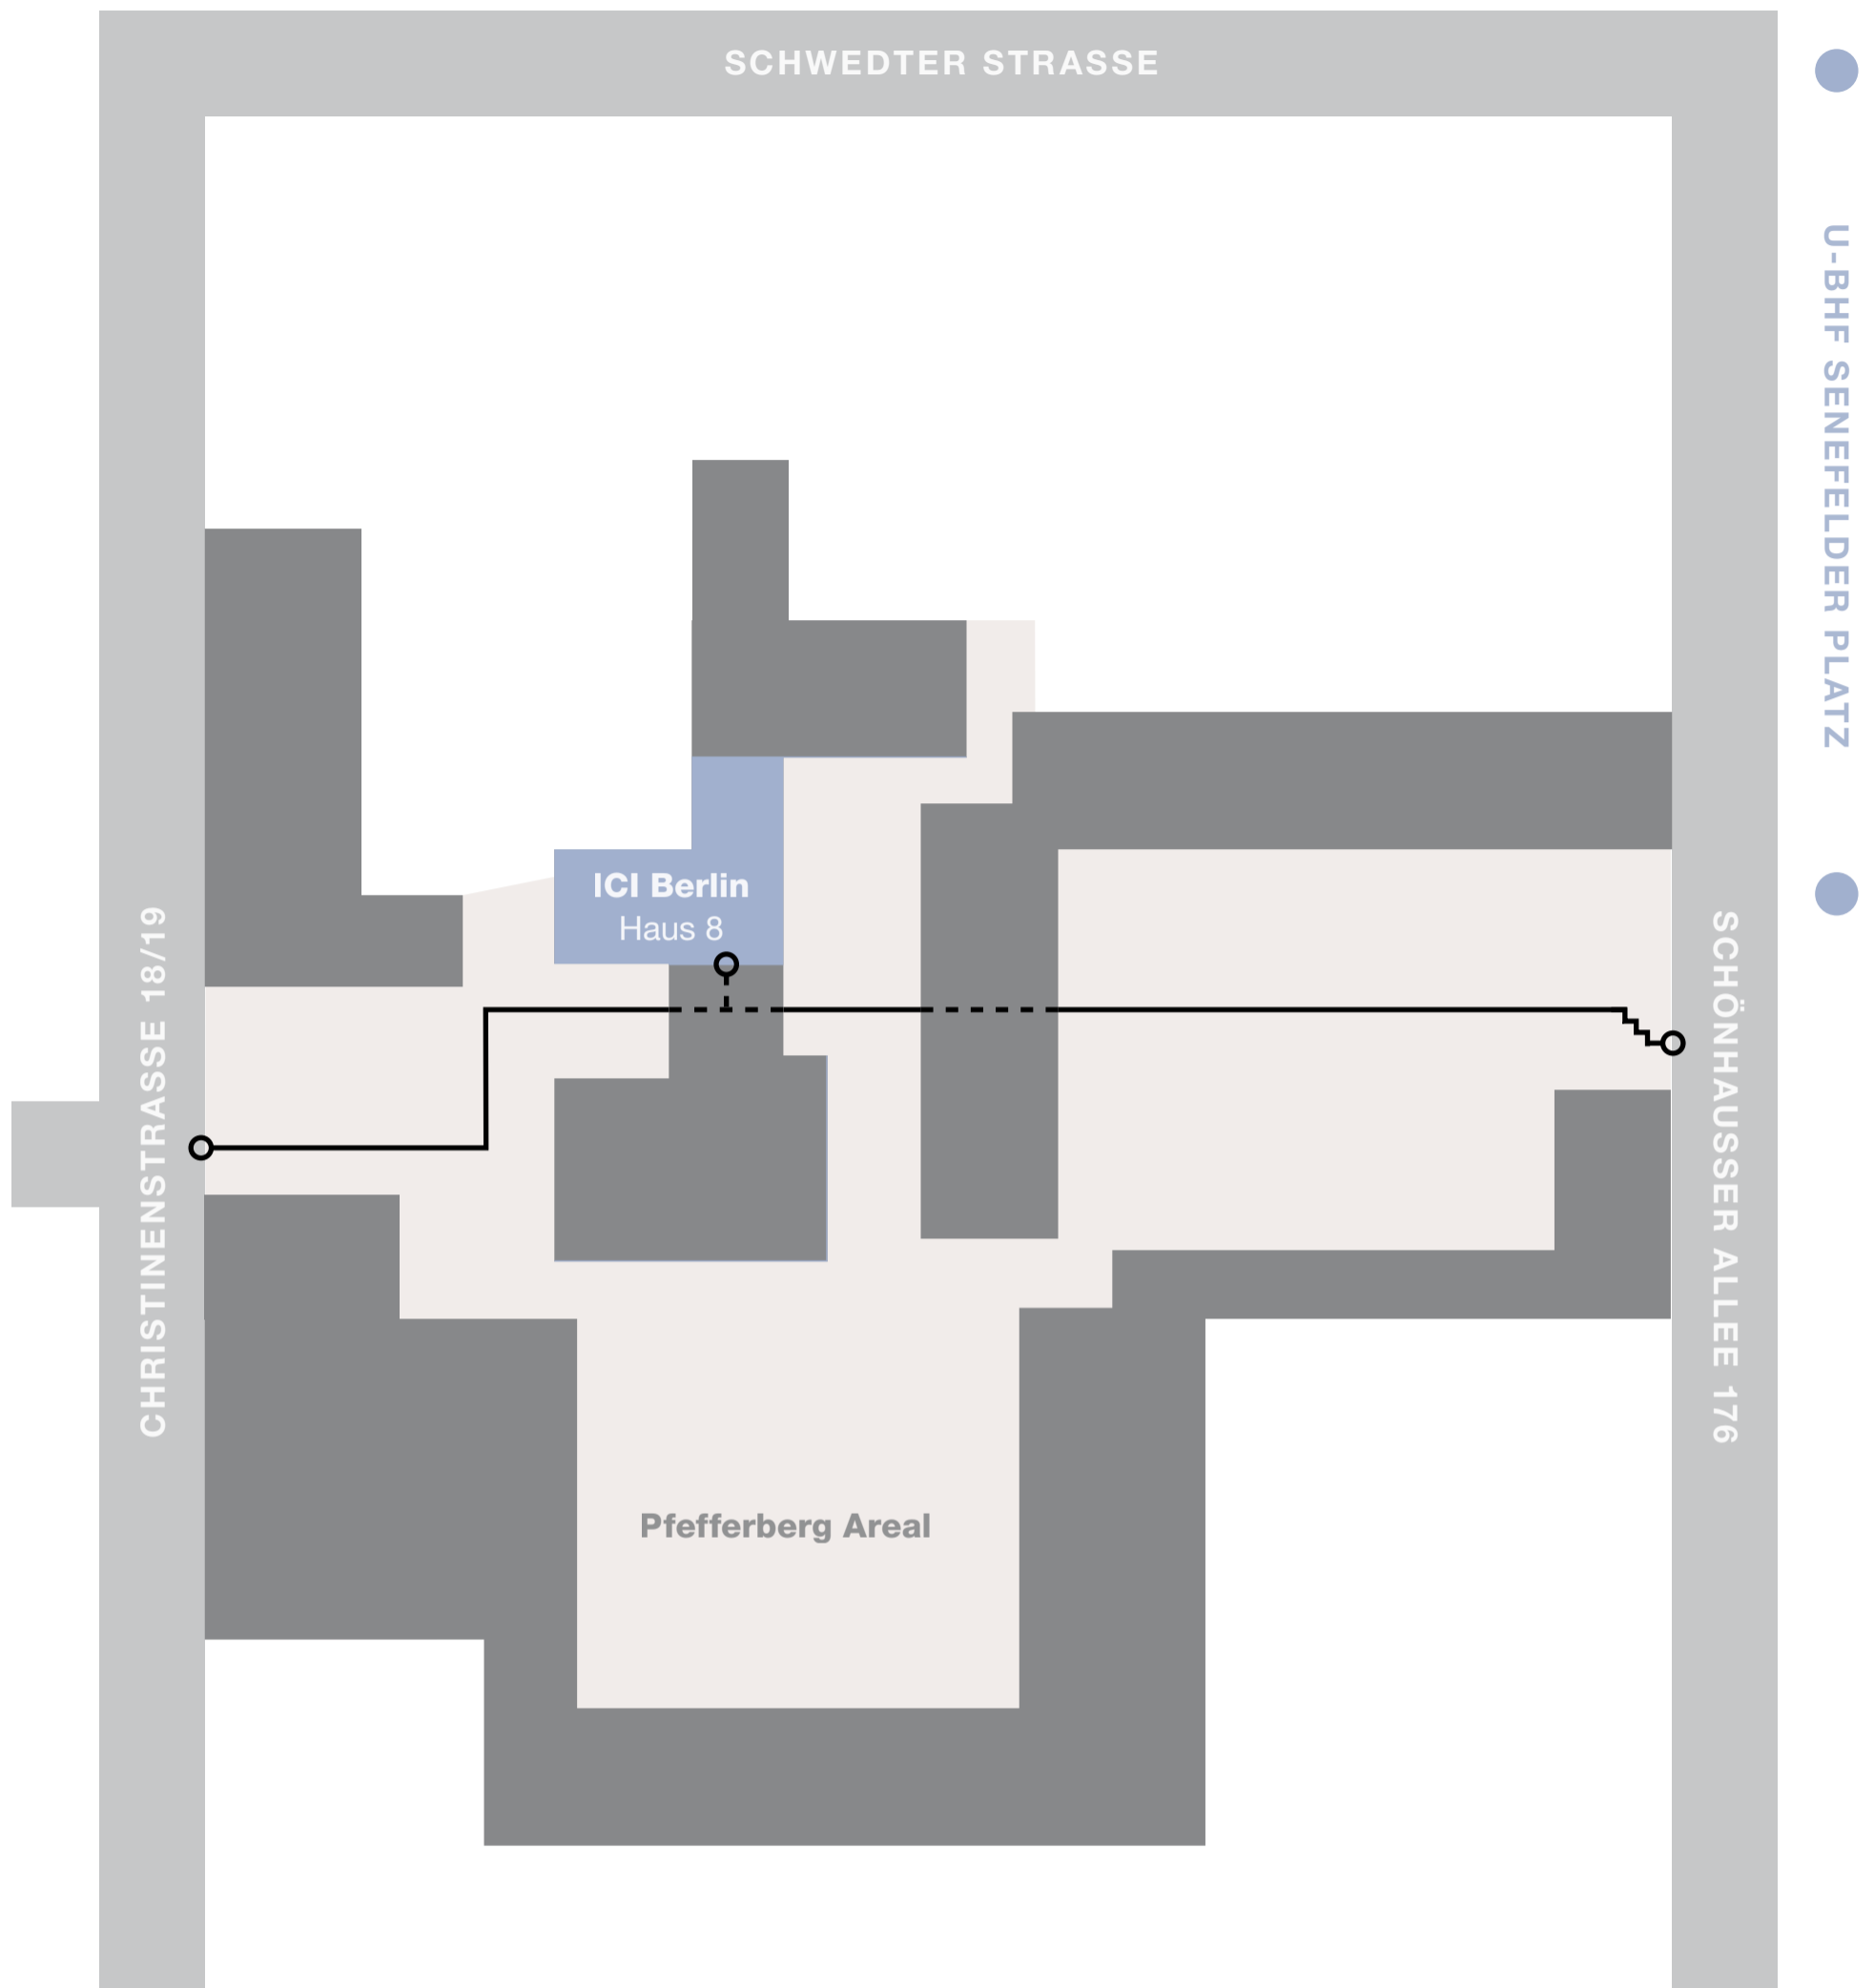 SCHWEDTER STRASSE
U-BHF SENEFELDER PLATZ
ICI Berlin
Haus 8
CHRISTINENSTRASSE 18/19
SCHÖNHAUSSER ALLEE 176
Pfefferberg Areal